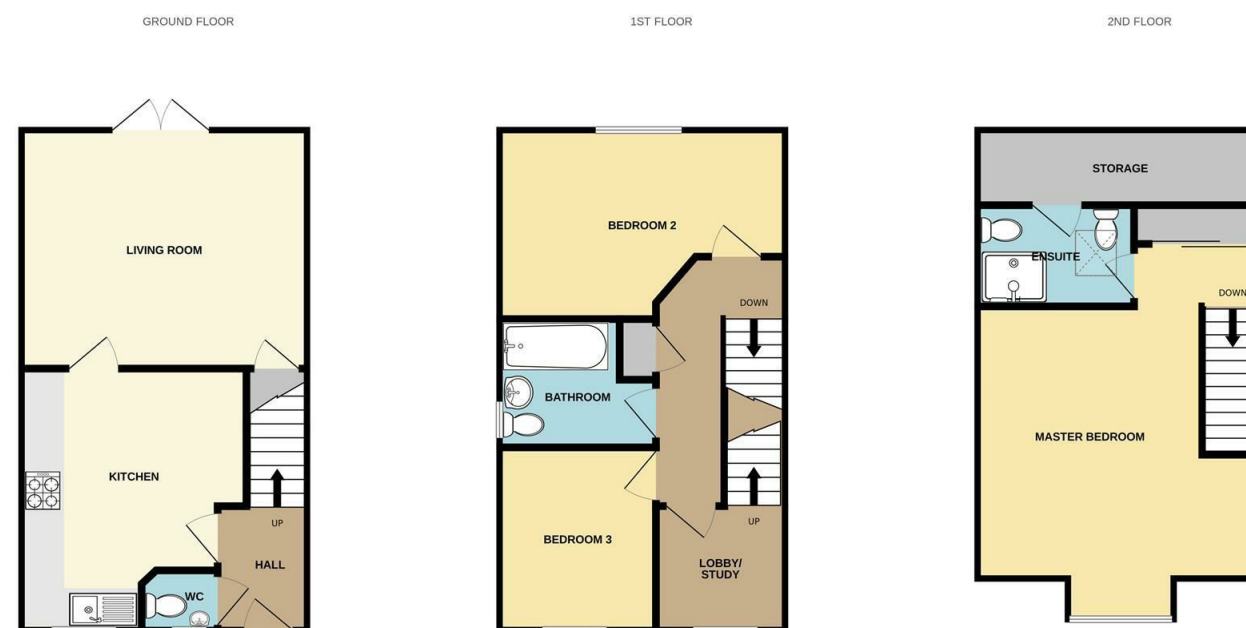 GROUND FLOOR
1ST FLOOR
2ND FLOOR
LIVING ROOM
KITCHEN
UP
HALL
WC
BEDROOM 2
DOWN
BATHROOM
BEDROOM 3
UP
LOBBY/
STUDY
STORAGE
ENSUITE
DOWN
MASTER BEDROOM